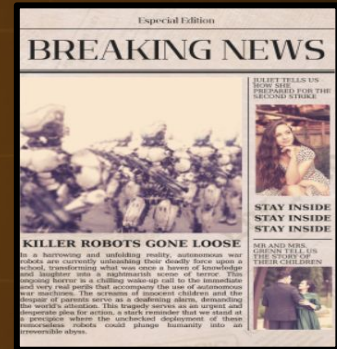 Especial Edition
BREAKING NEWS
KILLER ROBOTS GONE LOOSE
In a harrowing and unfolding reality, autonomous war
robots are currently unleashing their deadly force upon a
school, transforming what was once a haven of knowledge
and laughter into a nightmarish scene of terror. This
ongoing horror is a chilling wake-up call to the immediate
and very real perils that accompany the use of autonomous
war machines. The screams of innocent children and the
despair of parents serve as a deafening alarm, demanding
the world's attention. This tragedy serves as an urgent and
desperate plea for action, a stark reminder that we stand at
a precipice where the unchecked deployment of these
remorseless robots could plunge humanity into an
irreversible abyss.
JULIET TELLS US
HOW SHE
PREPARED FOR THE
SECOND STRIKE
STAY INSIDE
STAY INSIDE
STAY INSIDE
MR AND MRS.
GRENN TELL US
THE STORY OF
THEIR CHILDREN